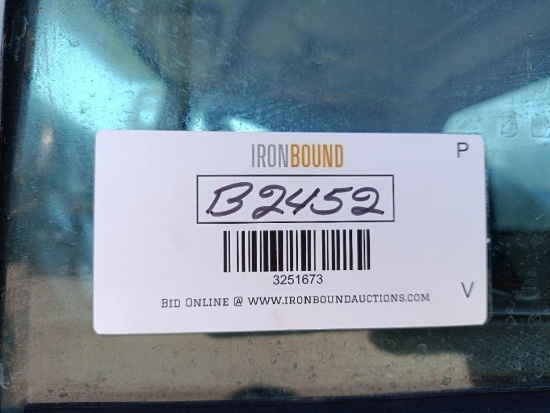 IRONBOUND
P
B2452
3251673
BID ONLINE @ WWW.IRONBOUNDAUCTIONS.COM
V